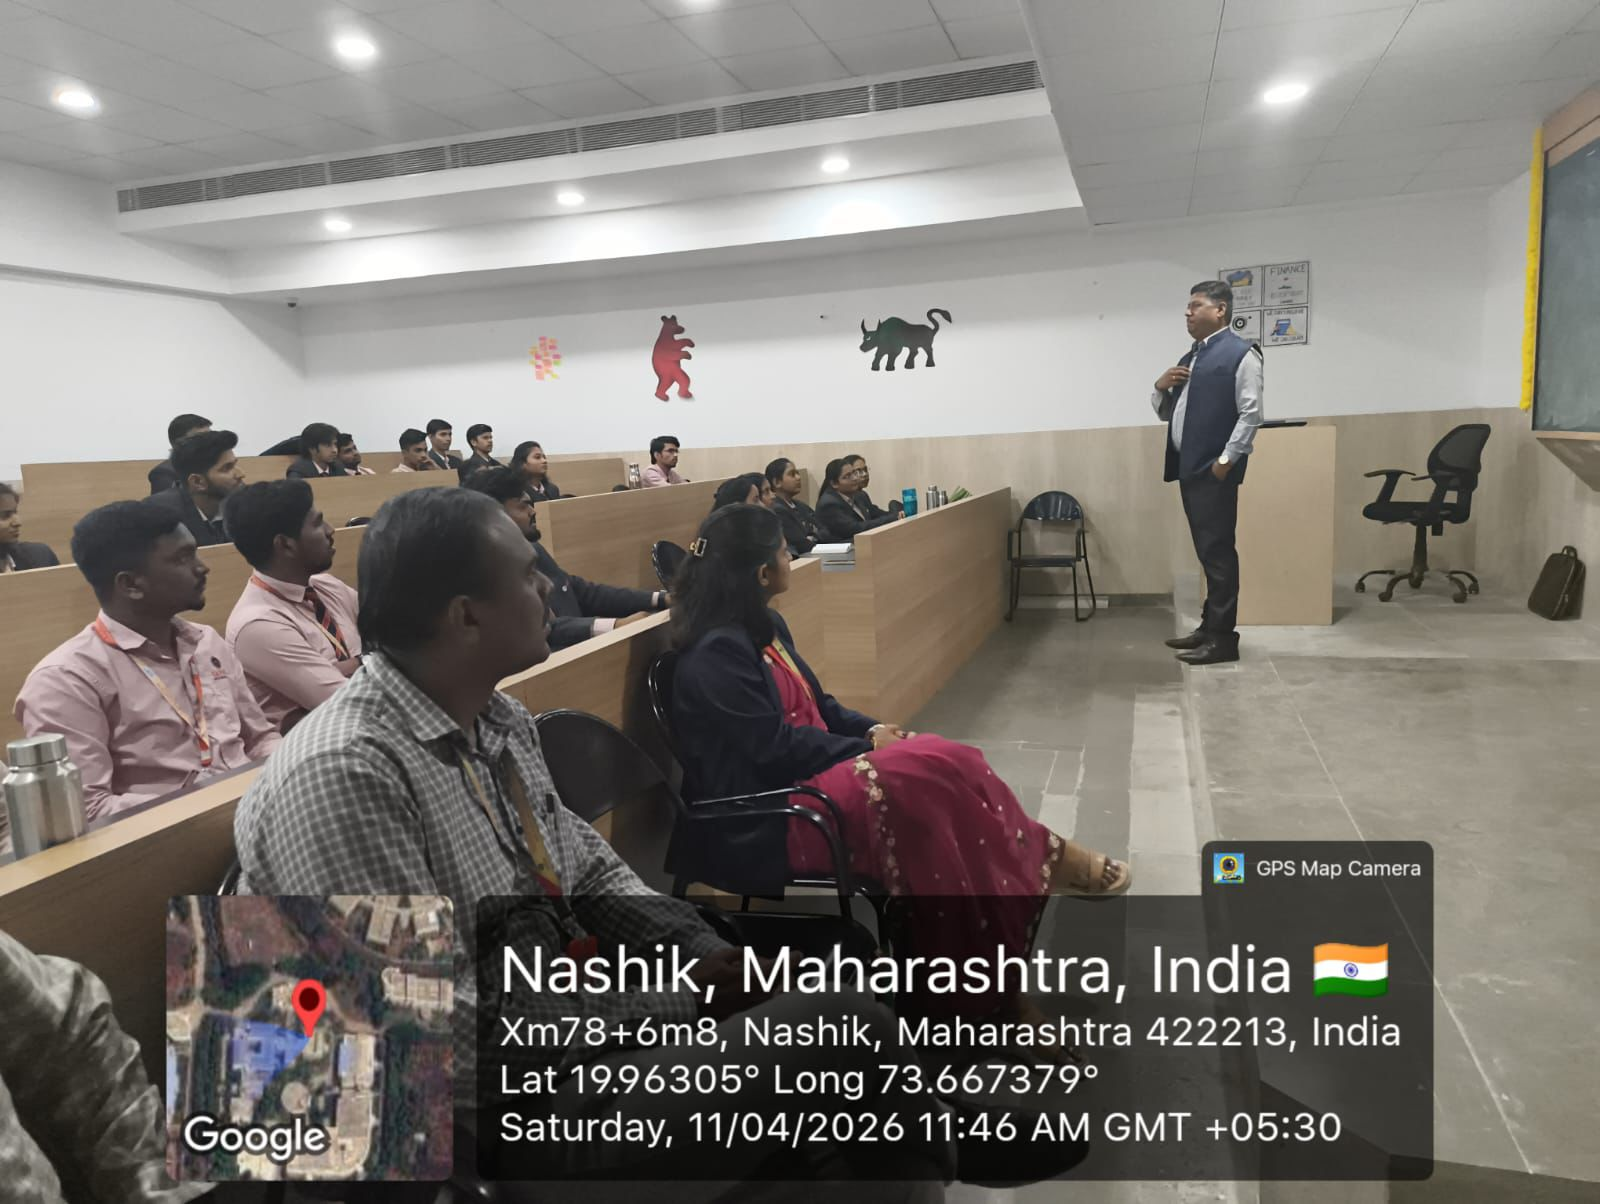 FINANCE
GPS Map Camera
Nashik, Maharashtra, India
Xm78+6m8, Nashik, Maharashtra 422213, India
Lat 19.96305° Long 73.667379°
Saturday, 11/04/2026 11:46 AM GMT +05:30
Google